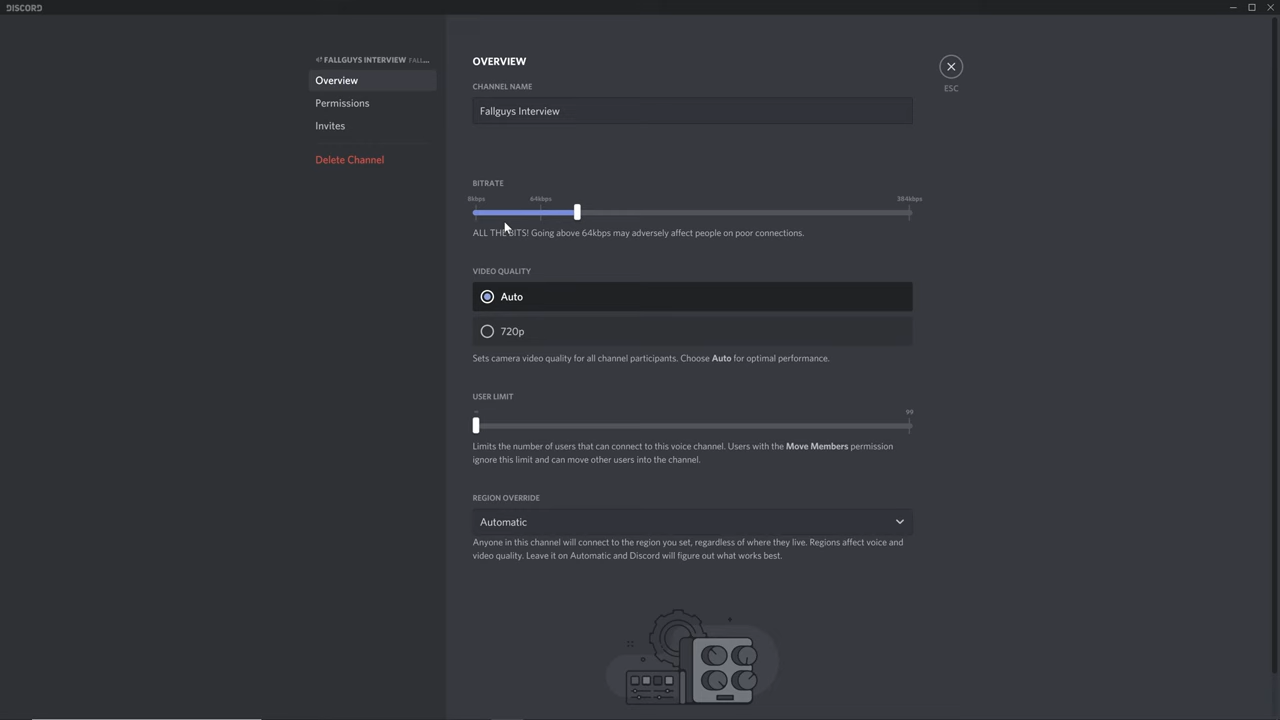 DISCORD
FALLGUYS INTERVIEW FALL...
Overview
Permissions
Invites
Delete Channel
OVERVIEW
ESC
CHANNEL NAME
Fallguys Interview
BITRATE
8kbps 64kbps 384kbps
ALL THE BITS! Going above 64kbps may adversely affect people on poor connections.
VIDEO QUALITY
Auto
720p
Sets camera video quality for all channel participants. Choose Auto for optimal performance.
USER LIMIT
99
Limits the number of users that can connect to this voice channel. Users with the Move Members permission
ignore this limit and can move other users into the channel.
REGION OVERRIDE
Automatic
Anyone in this channel will connect to the region you set, regardless of where they live. Regions affect voice and
video quality. Leave it on Automatic and Discord will figure out what works best.